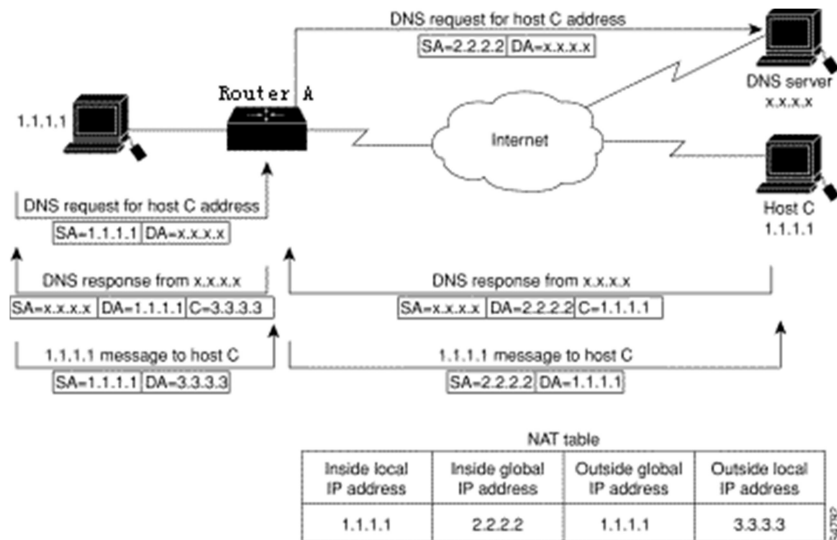 DNS request for host C address
SA=2.2.2.2 DA=x.x.x.x
DNS server
x.x.x.x
Router A
1.1.1.1
Internet
Host C
1.1.1.1
DNS request for host C address
SA=1.1.1.1 DA=x.x.x.x
DNS response from x.x.x.x
SA=x.x.x.x DA=1.1.1.1 C=3.3.3.3
DNS response from x.x.x.x
SA=x.x.x.x DA=2.2.2.2 C=1.1.1.1
1.1.1.1 message to host C
SA=1.1.1.1 DA=3.3.3.3
1.1.1.1 message to host C
SA=2.2.2.2 DA=1.1.1.1
NAT table
Inside local IP address
Inside global IP address
Outside global IP address
Outside local IP address
1.1.1.1 2.2.2.2 1.1.1.1 3.3.3.3